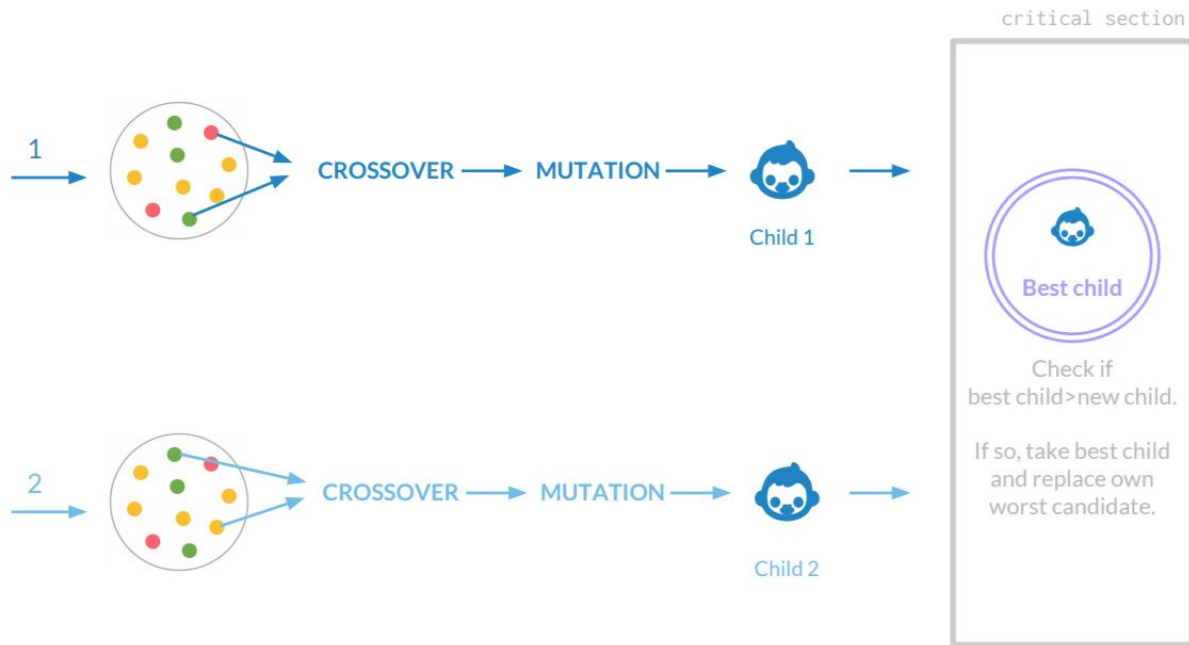 critical section
1
CROSSOVER
MUTATION
Child 1
Best child
Check if
best child>new child.
If so, take best child
and replace own
worst candidate.
2
CROSSOVER
MUTATION
Child 2